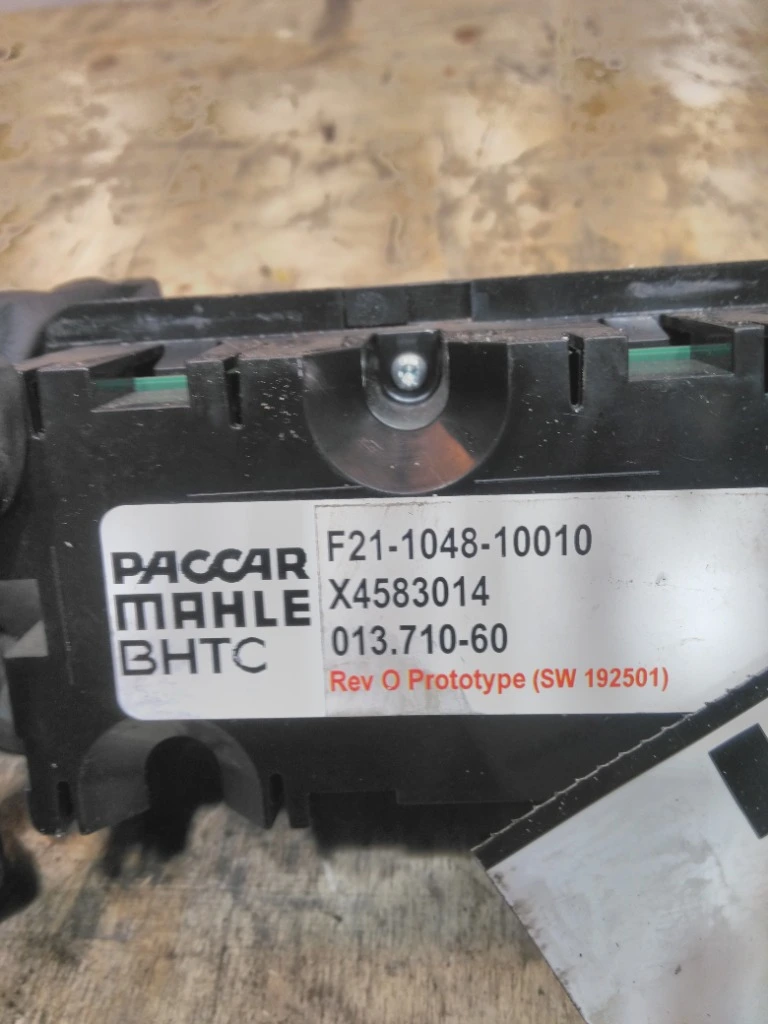 PACCAR
MAHLE
BHTC
F21-1048-10010
X4583014
013.710-60
Rev O Prototype (SW 192501)